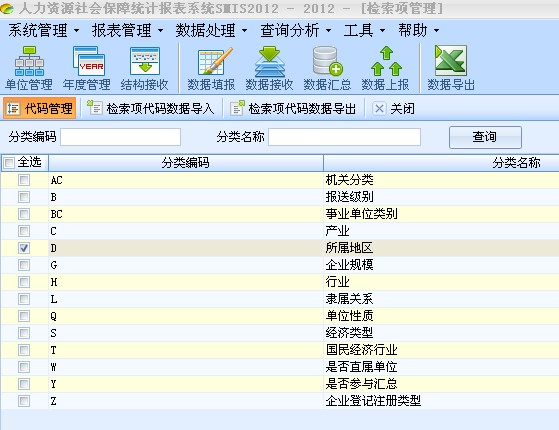 人力资源社会保障统计报表系统SMIS2012 - 2012 - [检索项管理]
系统管理 报表管理 数据处理 查询分析 工具 帮助
YEAR
单位管理 年度管理 结构接收 数据填报 数据接收 数据汇总 数据上报 数据导出
代码管理 检索项代码数据导入 检索项代码数据导出 关闭
分类编码 分类名称 查询
全选 分类编码 分类名称
AC 机关分类
B 报送级别
BC 事业单位类别
C 产业
D 所属地区
G 企业规模
H 行业
L 隶属关系
Q 单位性质
S 经济类型
T 国民经济行业
W 是否直属单位
Y 是否参与汇总
Z 企业登记注册类型